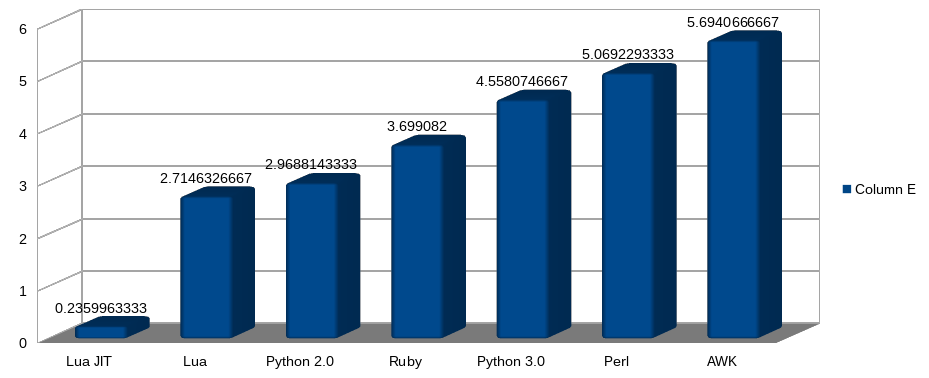 6
5
4
3
2
1
0
0.2359963333
2.7146326667
2.9688143333
3.699082
4.5580746667
5.0692293333
5.6940666667
Lua JIT
Lua
Python 2.0
Ruby
Python 3.0
Perl
AWK
Column E